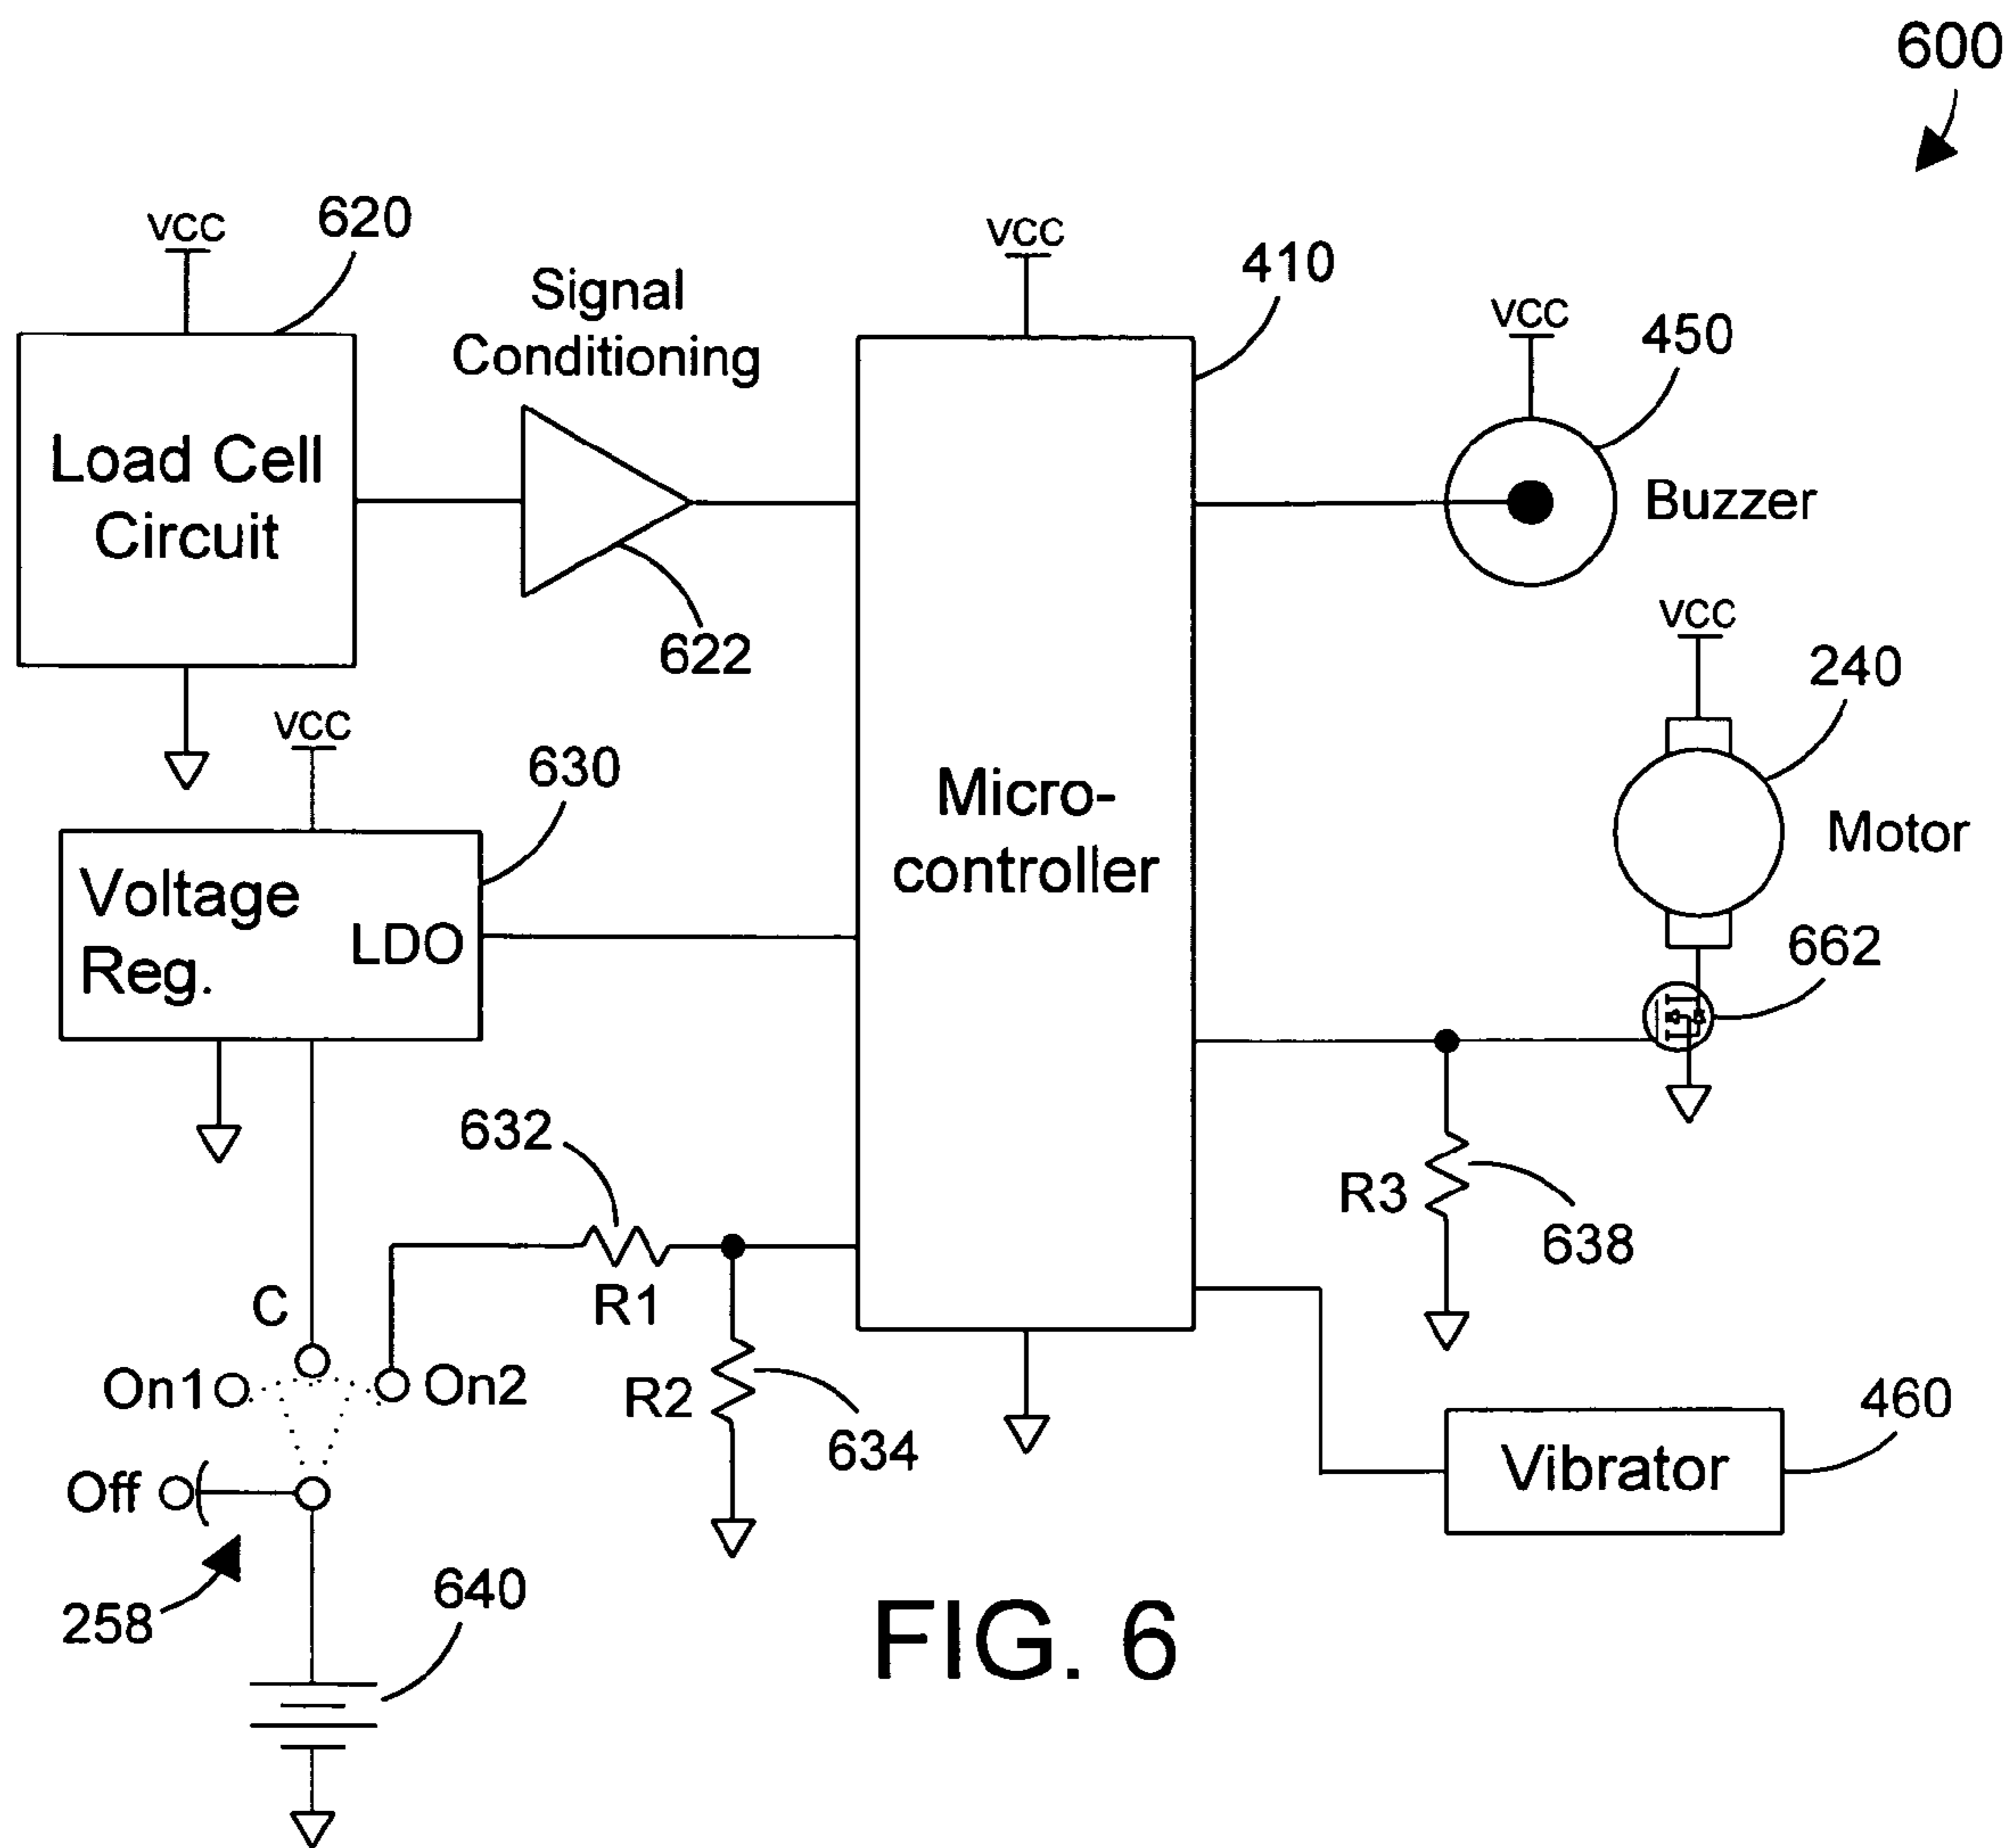 600
VCC
620
Signal
Conditioning
VCC
410
VCC
450
Load Cell
Circuit
Buzzer
622
VCC
240
VCC
630
Micro-
controller
Motor
Voltage
Reg.
LDO
662
632
R3
638
C
R1
On1
On2
R2
634
460
Off
Vibrator
258
640
FIG. 6